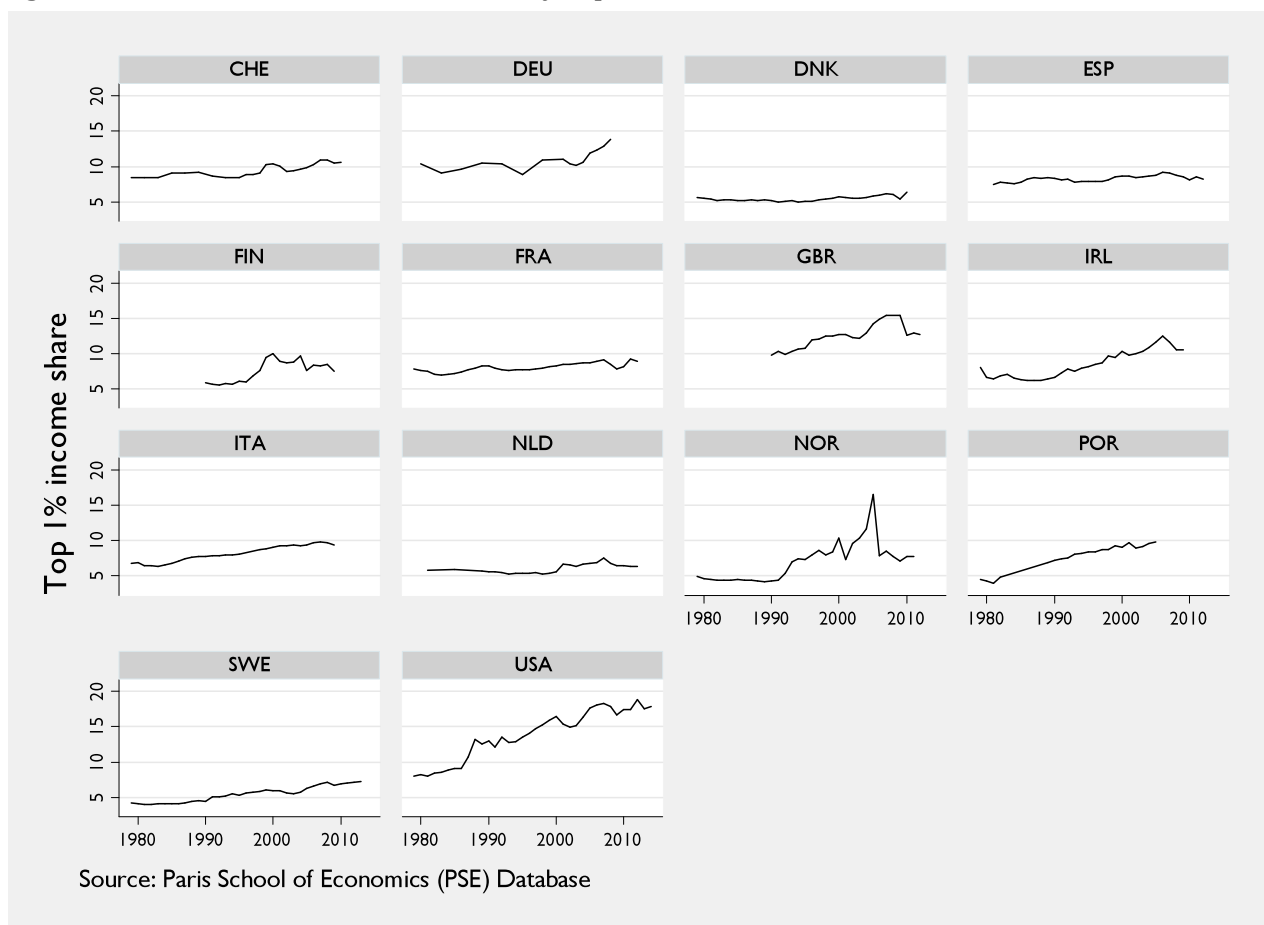 CHE DEU DNK ESP
20
15
10
5
FIN FRA GBR IRL
20
15
10
5
Top 1% income share
ITA NLD NOR POR
20
15
10
5
1980 1990 2000 2010 1980 1990 2000 2010
SWE USA
20
15
10
5
1980 1990 2000 2010 1980 1990 2000 2010
Source: Paris School of Economics (PSE) Database